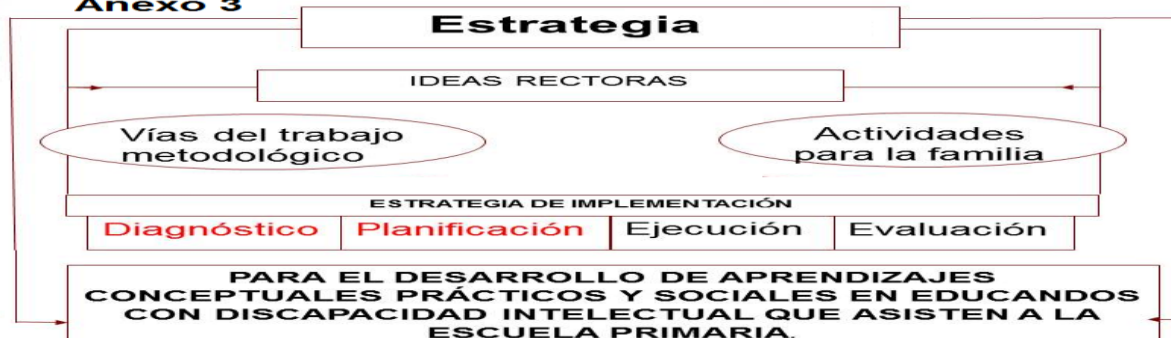 Anexo 3
Estrategia
IDEAS RECTORAS
Vías del trabajo
metodológico
Actividades
para la familia
ESTRATEGIA DE IMPLEMENTACIÓN
Diagnóstico Planificación Ejecución Evaluación
PARA EL DESARROLLO DE APRENDIZAJES
CONCEPTUALES PRÁCTICOS Y SOCIALES EN EDUCANDOS
CON DISCAPACIDAD INTELECTUAL QUE ASISTEN A LA
ESCUELA PRIMARIA.